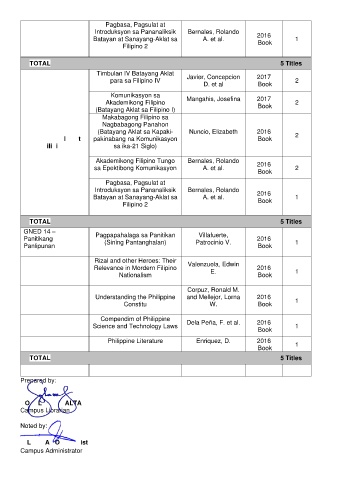 Pagbasa, Pagsulat at
Introduksyon sa Pananaliksik
Batayan at Sanayang-Aklat sa
Filipino 2
Bernales, Rolando
A. et al.
2016
Book
1
TOTAL
5 Titles
Timbulan IV Batayang Aklat
para sa Filipino IV
Javier, Concepcion
D. et al
2017
Book
2
Komunikasyon sa
Akademikong Filipino
(Batayang Aklat sa Filipino I)
Mangahis, Josefina
2017
Book
2
Makabagong Filipino sa
Nagbabagong Panahon
(Batayang Aklat sa Kapaki-
pakinabang na Komunikasyon
sa ika-21 Siglo)
Nuncio, Elizabeth
2016
Book
2
Akademikong Filipino Tungo
sa Epektibong Komunikasyon
Bernales, Rolando
A. et al.
2016
Book
2
Pagbasa, Pagsulat at
Introduksyon sa Pananaliksik
Batayan at Sanayang-Aklat sa
Filipino 2
Bernales, Rolando
A. et al.
2016
Book
1
TOTAL
5 Titles
GNED 14 –
Panitikang
Panlipunan
Pagpapahalaga sa Panitikan
(Sining Pantanghalan)
Villafuerte,
Patrocinio V.
2016
Book
1
Rizal and other Heroes: Their
Relevance in Mordern Filipino
Nationalism
Valenzuela, Edwin
E.
2016
Book
1
Understanding the Philippine
Constitu
Corpuz, Ronald M.
and Mellejor, Lorna
W.
2016
Book
1
Compendim of Philippine
Science and Technology Laws
Dela Peña, F. et al.
2016
Book
1
Philippine Literature
Enriquez, D.
2016
Book
1
TOTAL
5 Titles
Prepared by:
Campus Librarian
Noted by:
Campus Administrator